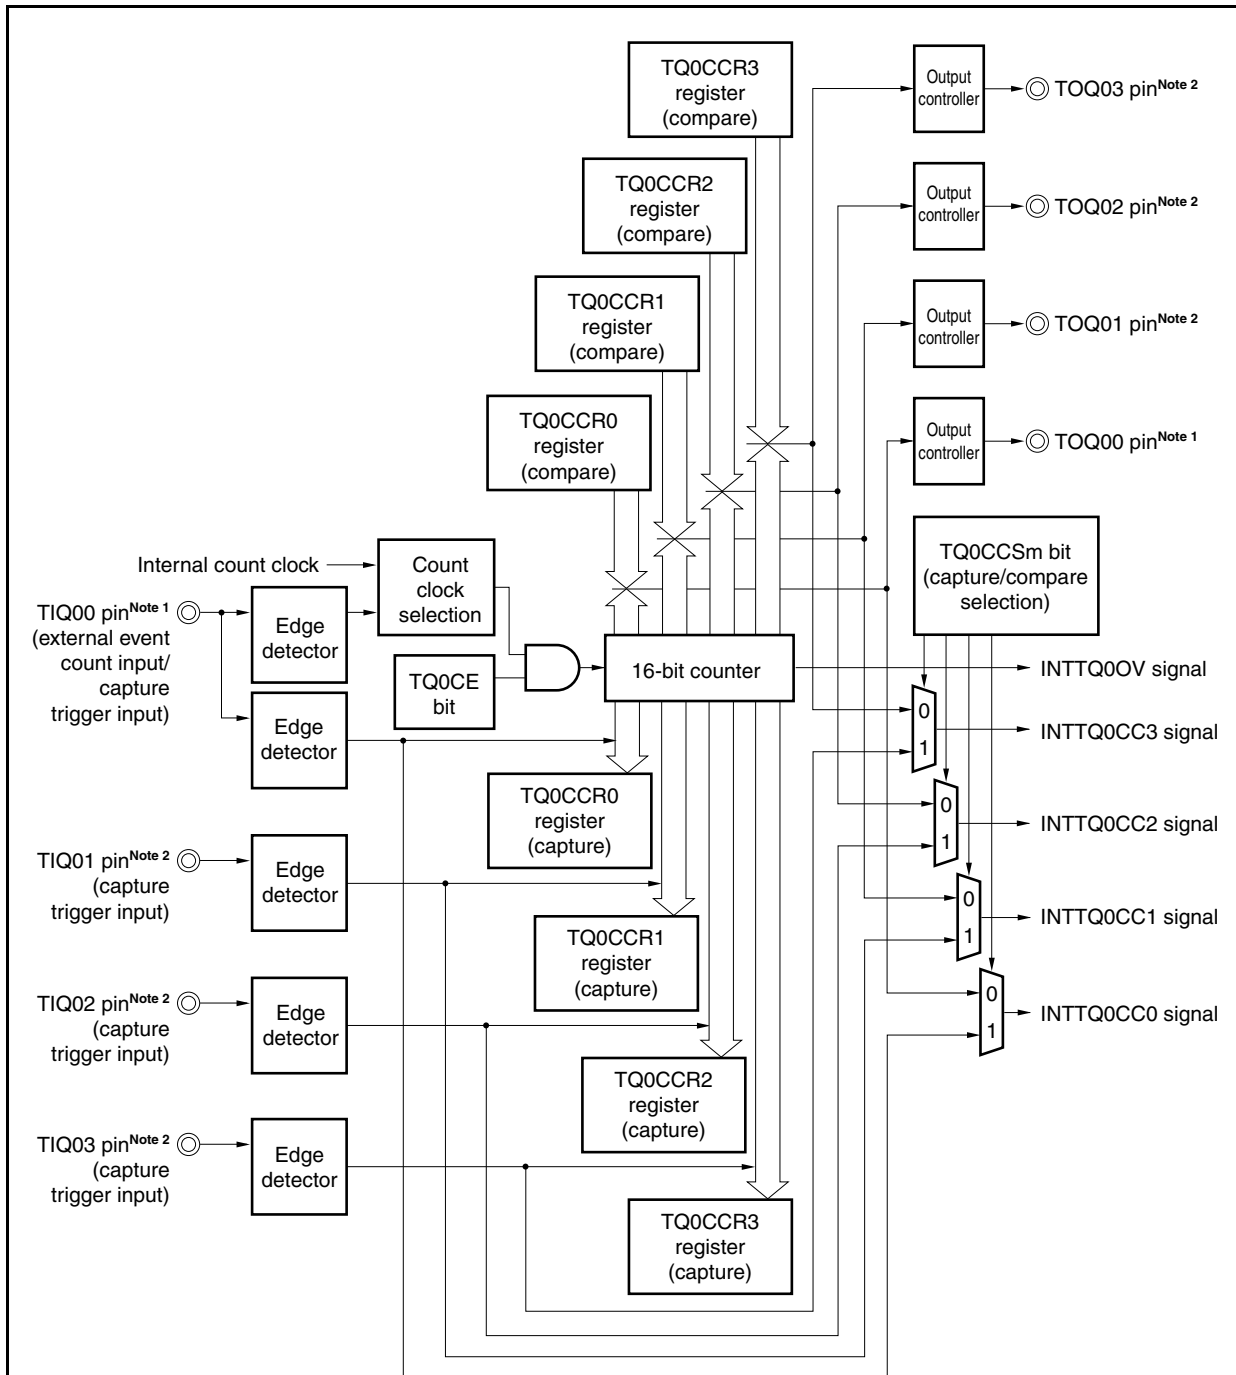 TQ0CCR3
register
(compare)
Output
controller
TOQ03 pinNote 2
TQ0CCR2
register
(compare)
Output
controller
TOQ02 pinNote 2
TQ0CCR1
register
(compare)
Output
controller
TOQ01 pinNote 2
TQ0CCR0
register
(compare)
Output
controller
TOQ00 pinNote 1
Internal count clock
Count
clock
selection
TQ0CCSm bit
(capture/compare
selection)
TIQ00 pinNote 1
(external event
count input/
capture
trigger input)
Edge
detector
TQ0CE
bit
16-bit counter
INTTQ0OV signal
Edge
detector
0
1
INTTQ0CC3 signal
TQ0CCR0
register
(capture)
0
1
INTTQ0CC2 signal
TIQ01 pinNote 2
(capture
trigger input)
Edge
detector
TQ0CCR1
register
(capture)
0
1
INTTQ0CC1 signal
TIQ02 pinNote 2
(capture
trigger input)
Edge
detector
0
1
INTTQ0CC0 signal
TQ0CCR2
register
(capture)
TIQ03 pinNote 2
(capture
trigger input)
Edge
detector
TQ0CCR3
register
(capture)